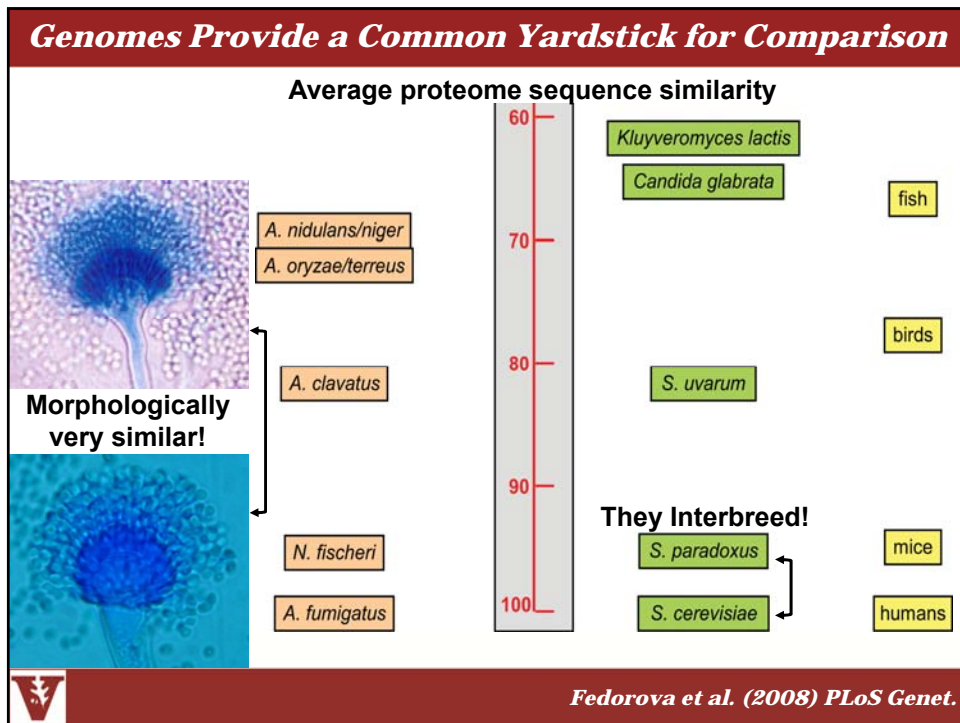 Genomes Provide a Common Yardstick for Comparison
Average proteome sequence similarity
60
70
80
90
100
A. nidulans/niger
A. oryzae/terreus
A. clavatus
N. fischeri
A. fumigatus
Morphologically
very similar!
Kluyveromyces lactis
Candida glabrata
S. uvarum
They Interbreed!
S. paradoxus
S. cerevisiae
fish
birds
mice
humans
Fedorova et al. (2008) PLoS Genet.